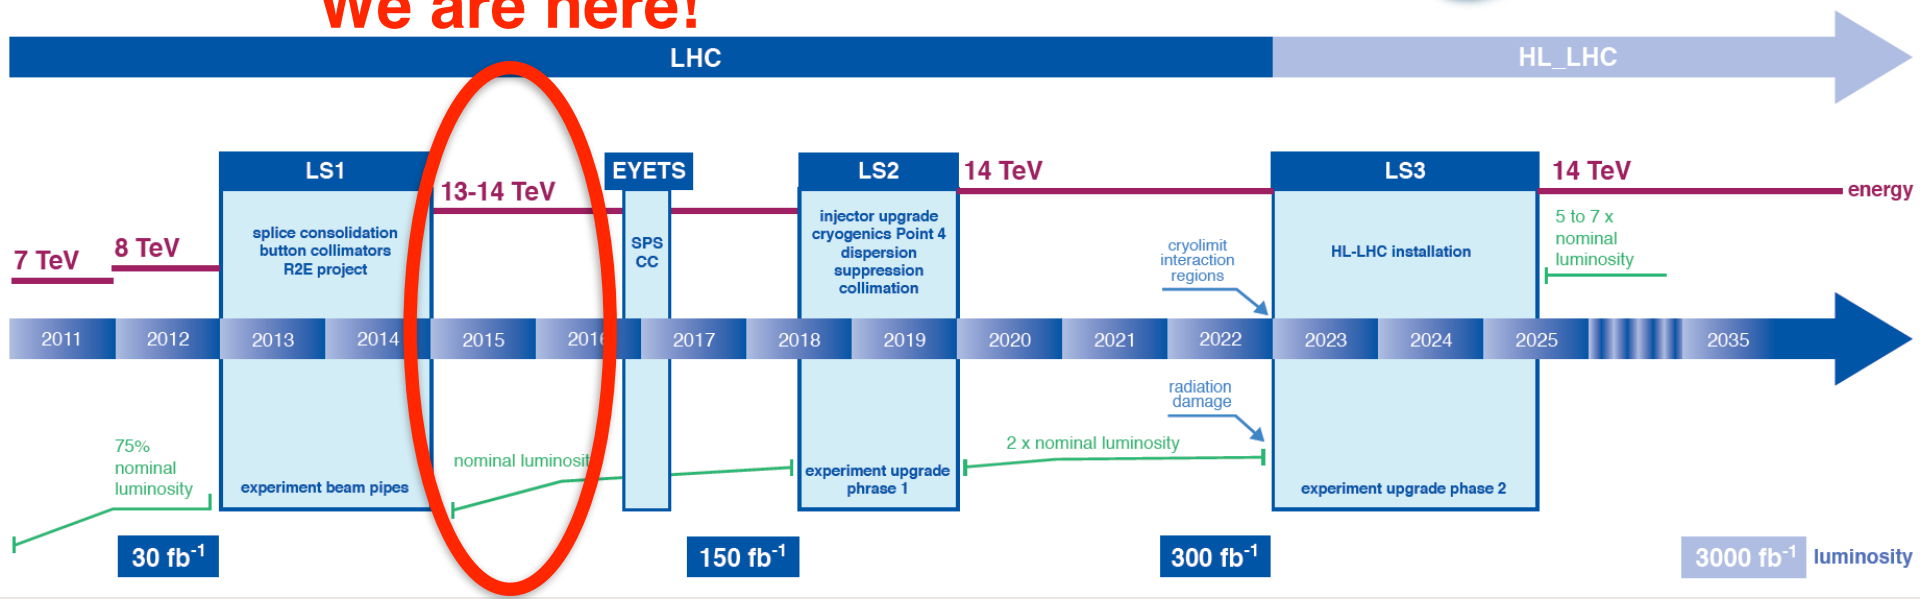 We are here!
LHC
HL_LHC
LS1
EYETS
LS2
14 TeV
LS3
14 TeV
energy
13-14 TeV
7 TeV
8 TeV
splice consolidation
button collimators
R2E project
SPS
CC
injector upgrade
cryogenics Point 4
dispersion
suppression
collimation
cryolimit
interaction
regions
HL-LHC installation
5 to 7 x
nominal
luminosity
2011
2012
2013
2014
2015
2016
2017
2018
2019
2020
2021
2022
2023
2024
2025
2035
radiation
damage
75%
nominal
luminosity
experiment beam pipes
nominal luminosit
experiment upgrade
phrase 1
2 x nominal luminosity
experiment upgrade phase 2
30 fb-1
150 fb-1
300 fb-1
3000 fb-1
luminosity